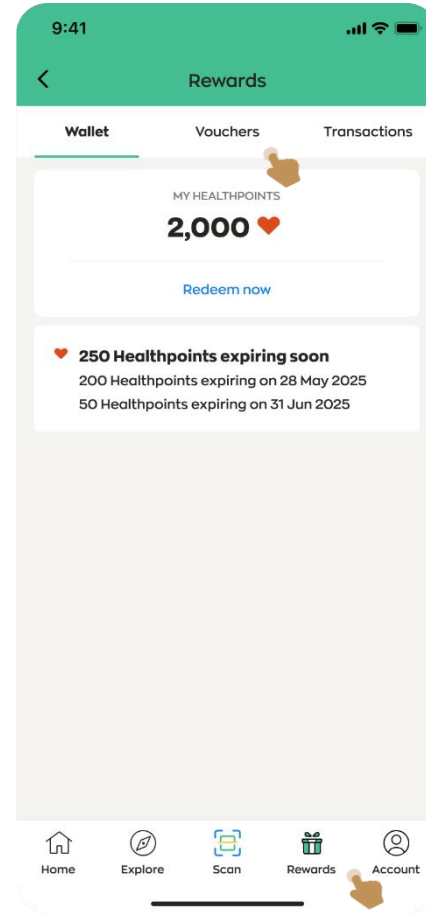 9:41
Rewards
Wallet Vouchers Transactions
MY HEALTHPOINTS
2,000
Redeem now
250 Healthpoints expiring soon
200 Healthpoints expiring on 28 May 2025
50 Healthpoints expiring on 31 Jun 2025
Home Explore Scan Rewards Account